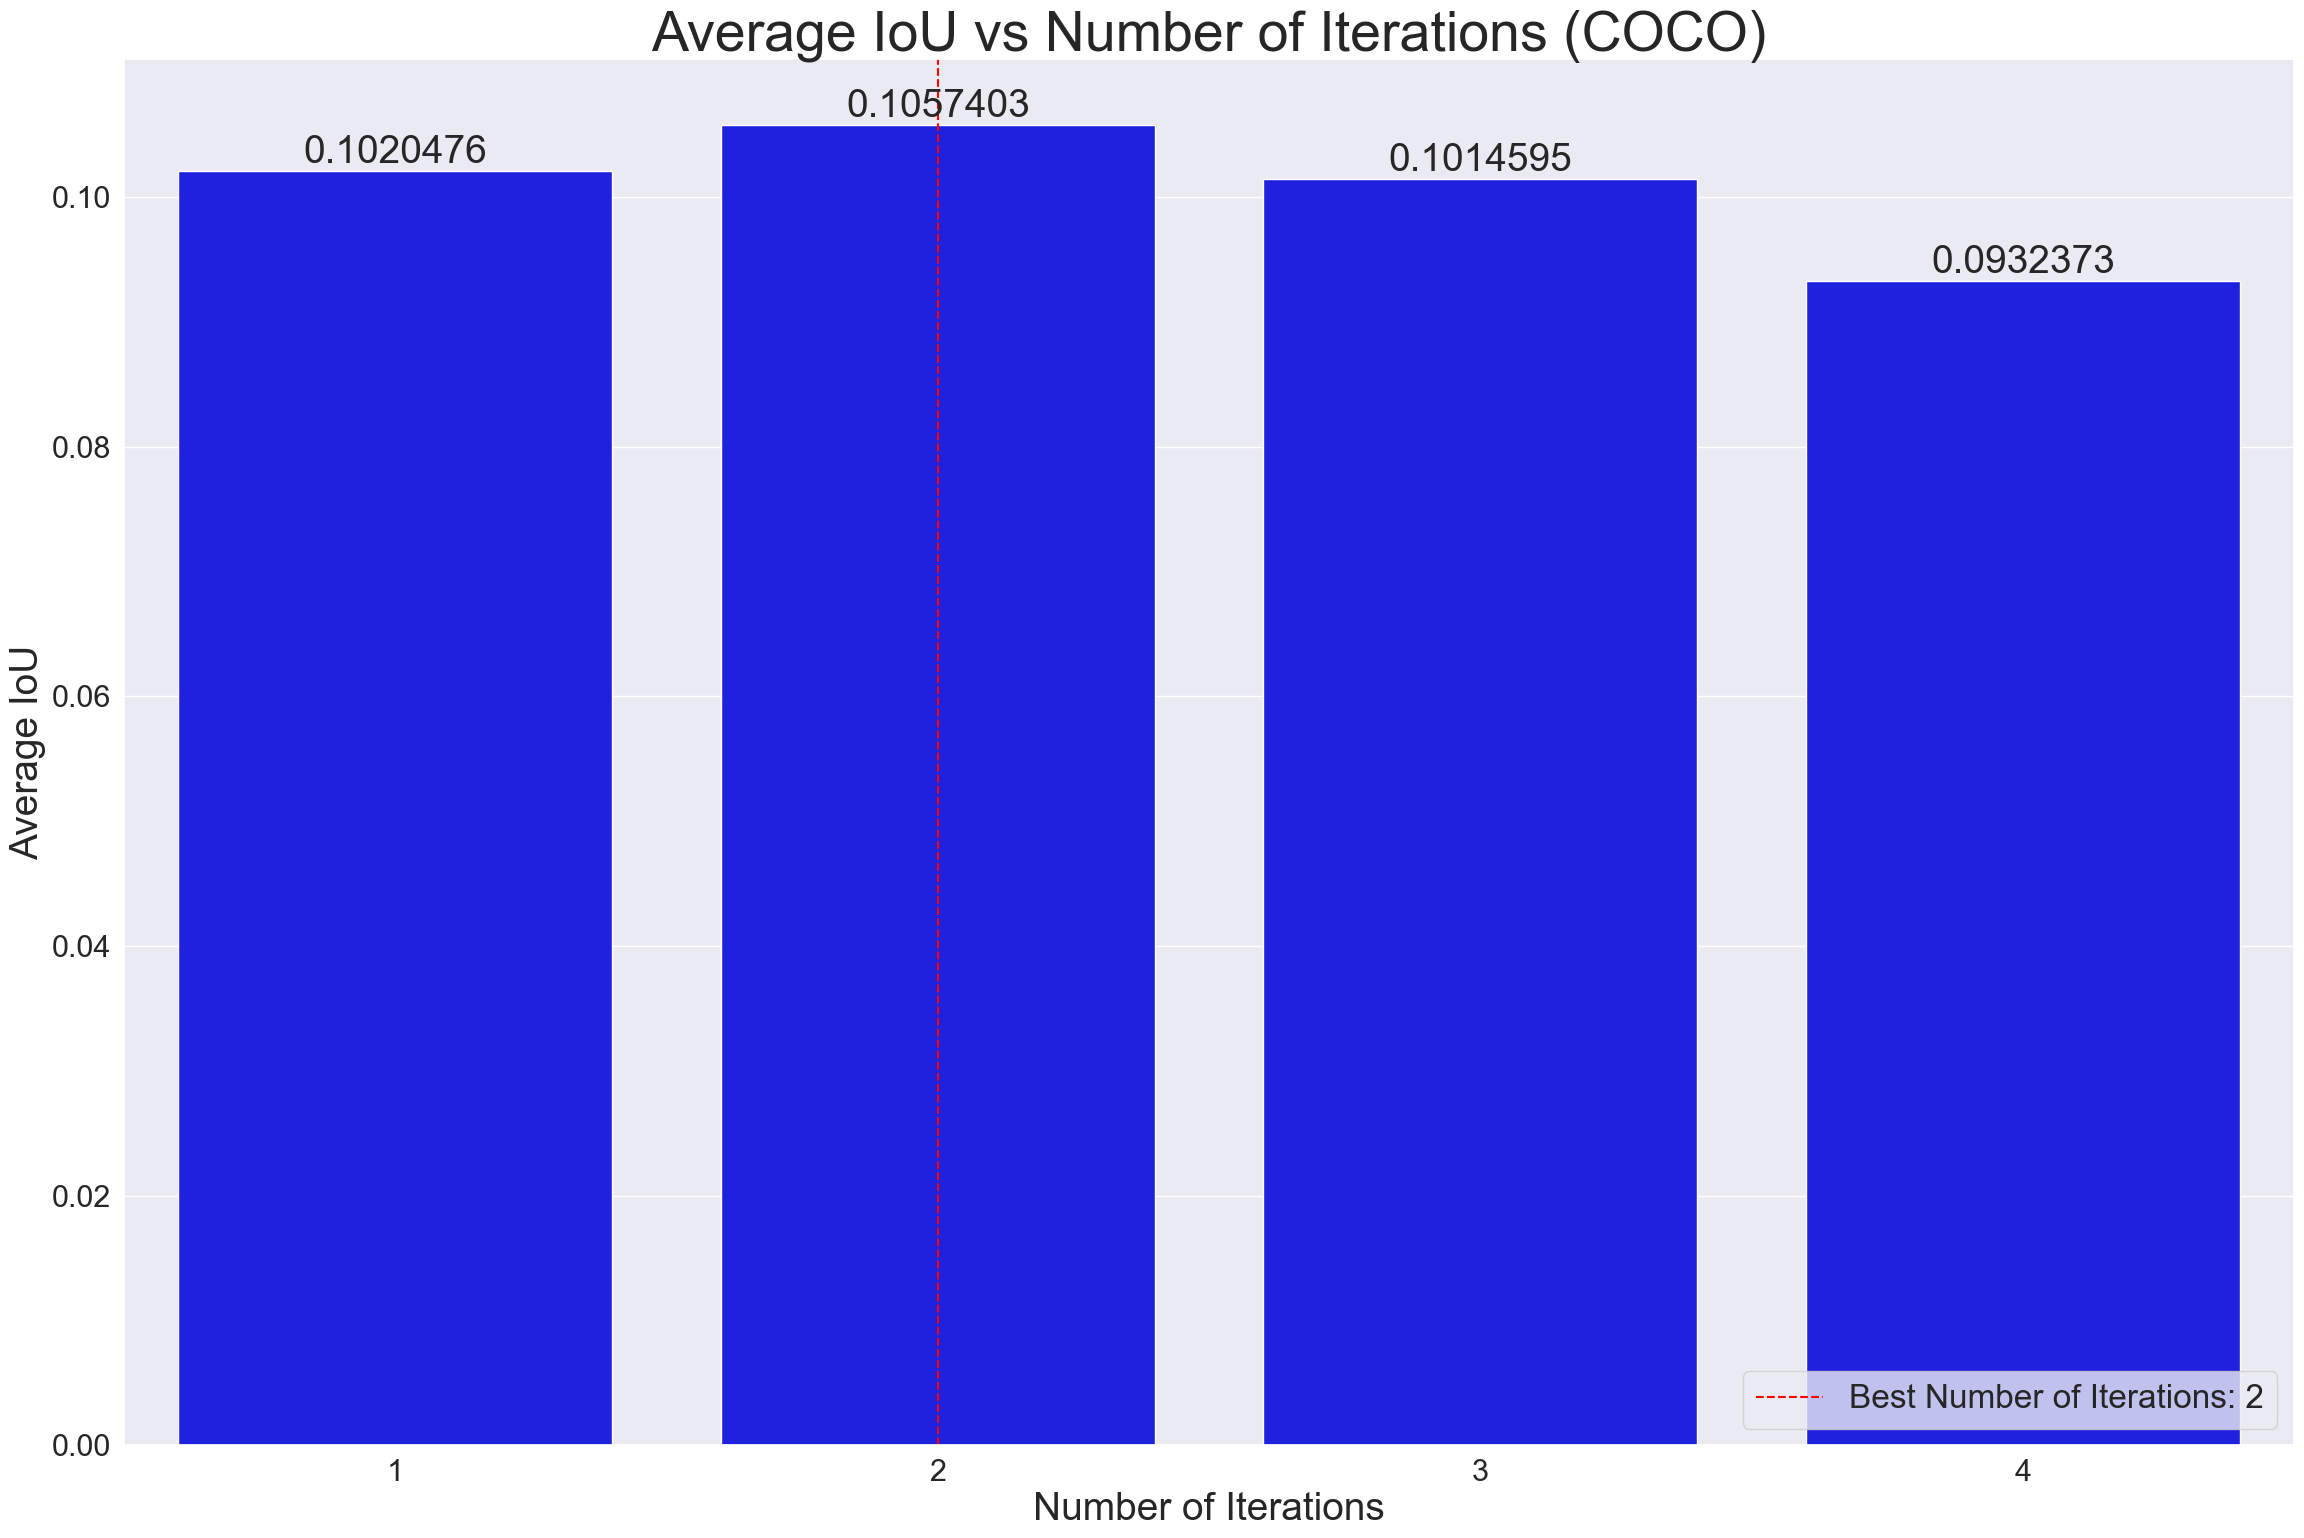 Average IoU vs Number of Iterations (COCO)
0.1057403
0.1020476
0.1014595
0.0932373
0.10
0.08
0.06
0.04
0.02
0.00
Average IoU
Best Number of Iterations: 2
1 2 3 4
Number of Iterations